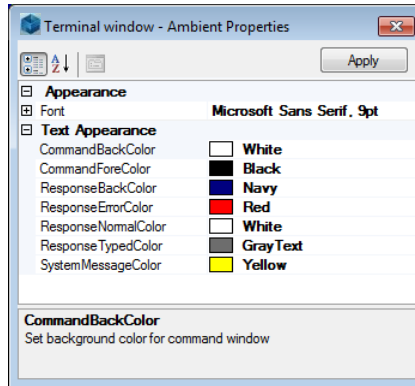 Terminal window - Ambient Properties
Apply
Appearance
Font Microsoft Sans Serif, 9pt
Text Appearance
CommandBackColor White
CommandForeColor Black
ResponseBackColor Navy
ResponseErrorColor Red
ResponseNormalColor White
ResponseTypedColor GrayText
SystemMessageColor Yellow
CommandBackColor
Set background color for command window